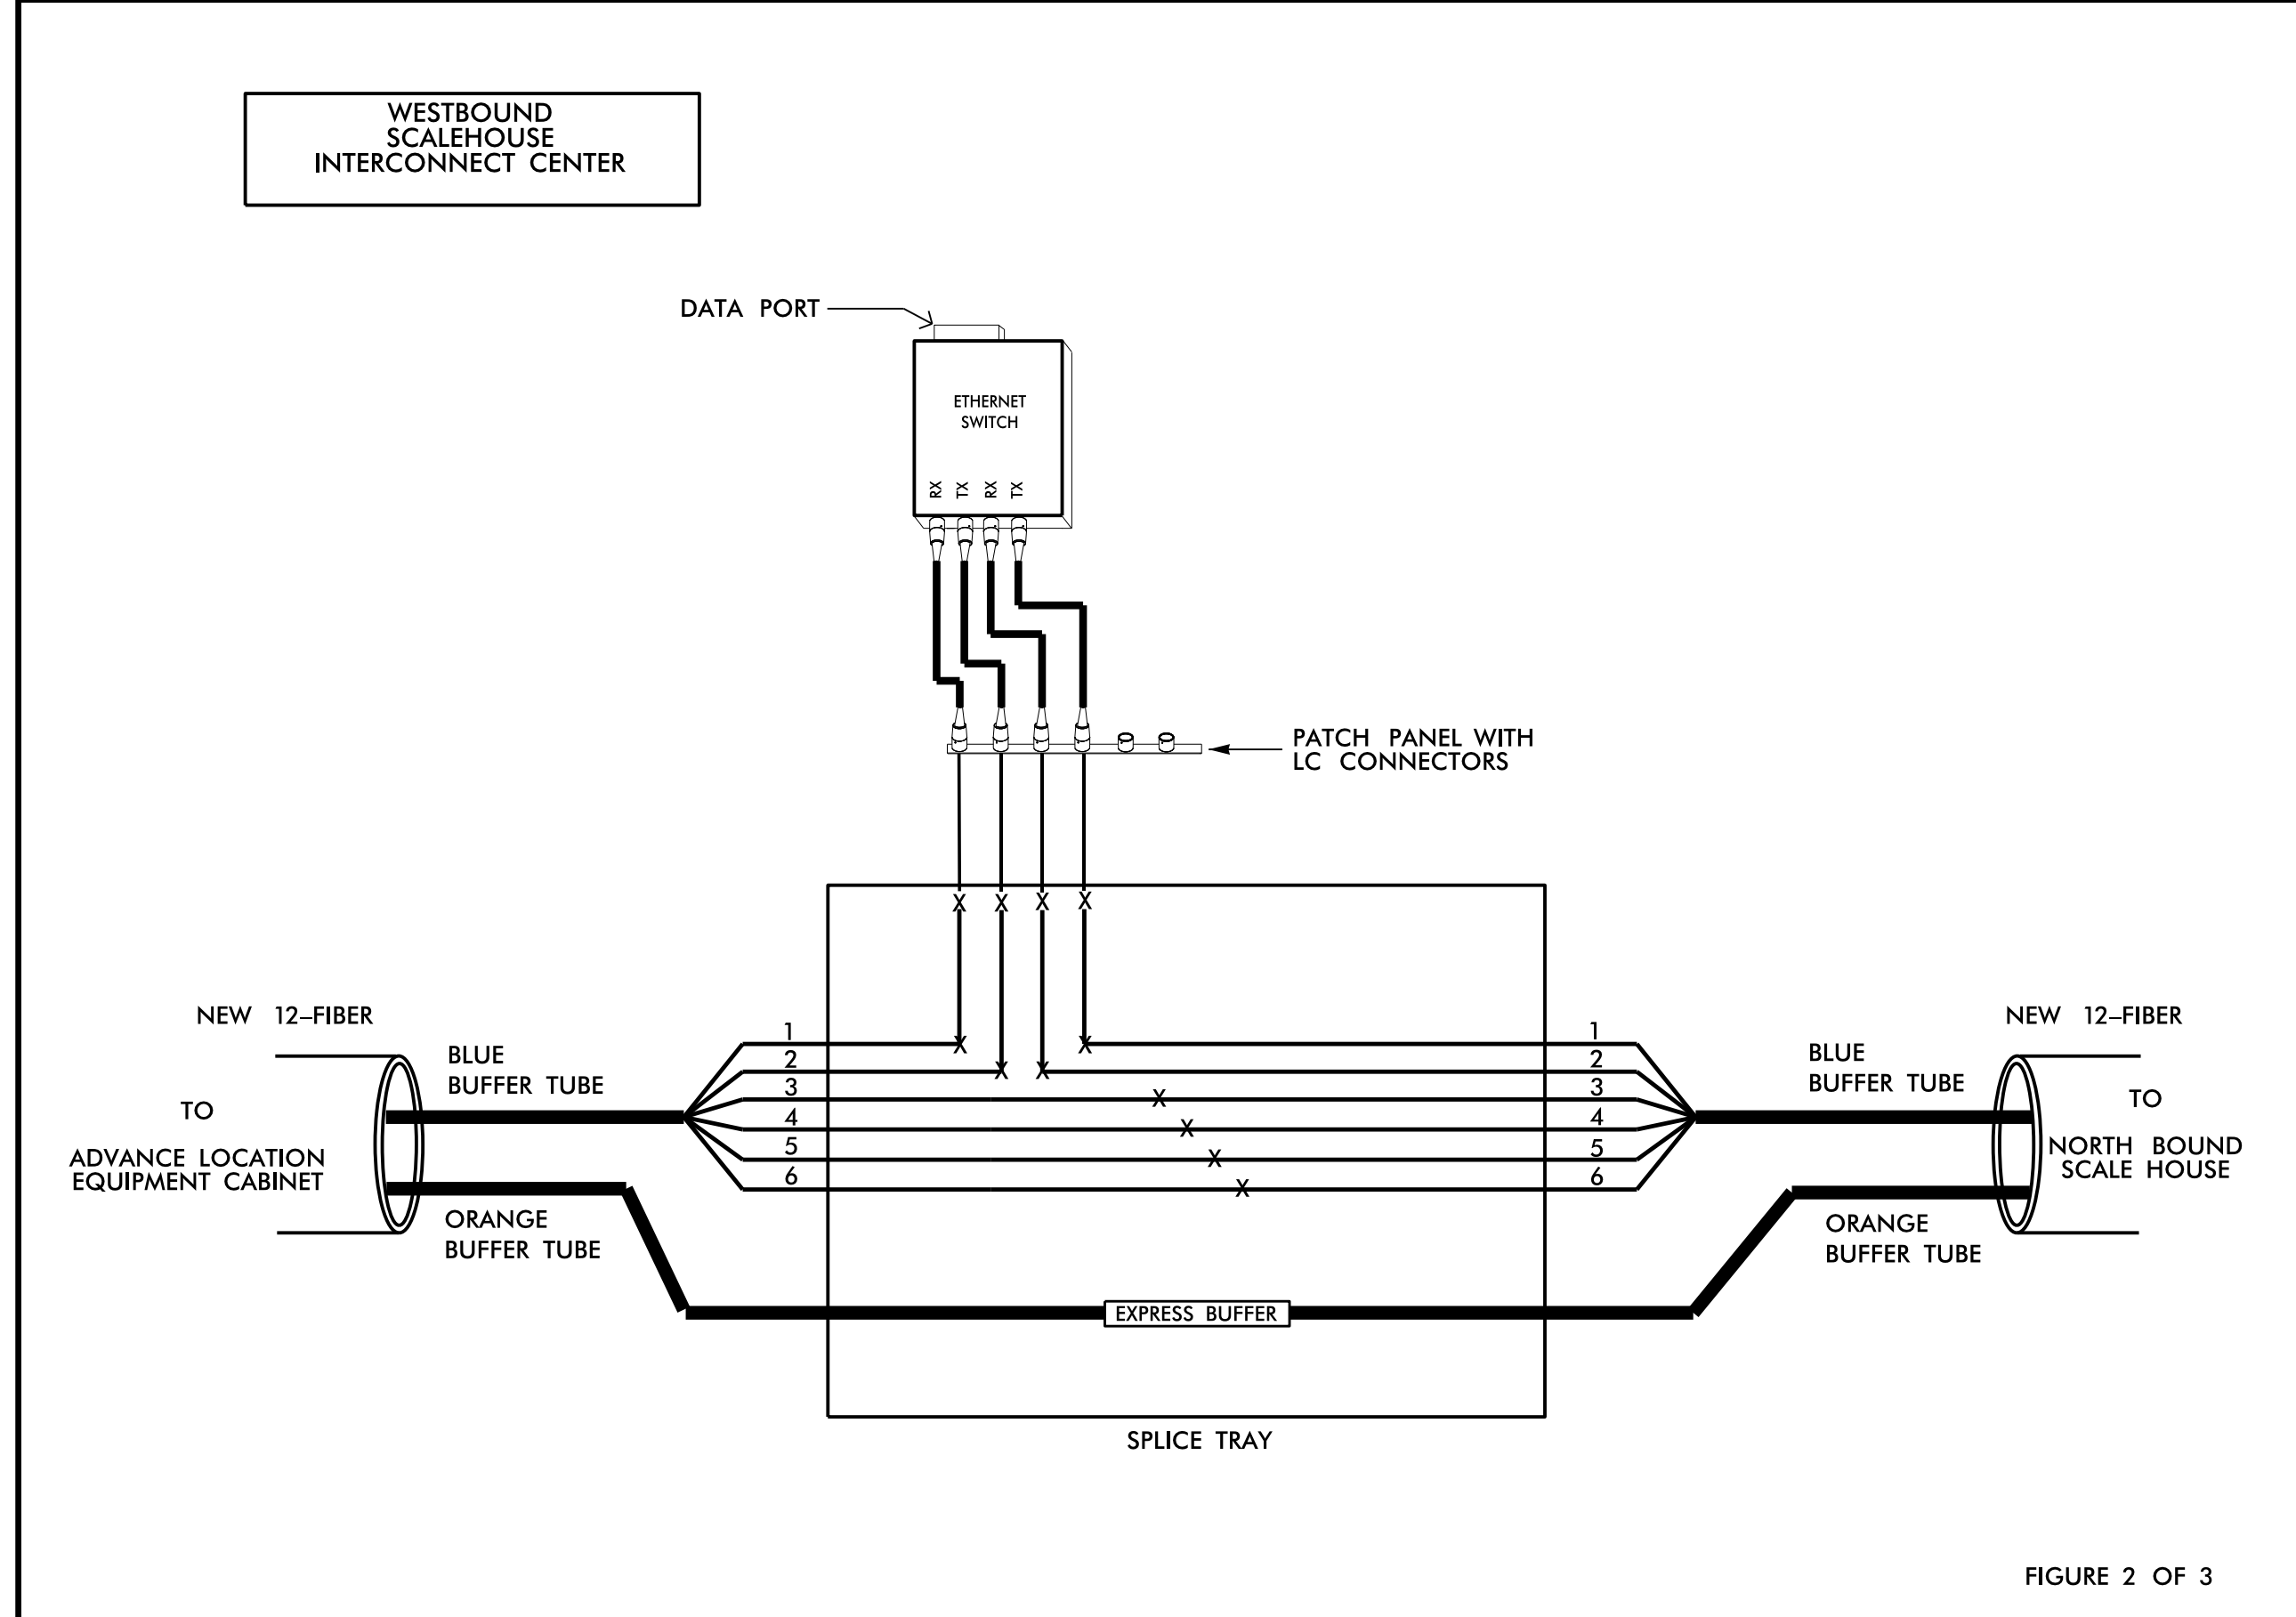 WESTBOUND
SCALEHOUSE
INTERCONNECT CENTER
DATA PORT
ETHERNET
SWITCH
RX
TX
RX
TX
PATCH PANEL WITH
LC CONNECTORS
X X X X
NEW 12–FIBER
TO
ADVANCE LOCATION
EQUIPMENT CABINET
BLUE
BUFFER TUBE
ORANGE
BUFFER TUBE
1
2
3
4
5
6
X X
X X
X
X
X
X
EXPRESS BUFFER
1
2
3
4
5
6
BLUE
BUFFER TUBE
ORANGE
BUFFER TUBE
NEW 12–FIBER
TO
NORTH BOUND
SCALE HOUSE
SPLICE TRAY
FIGURE 2 OF 3